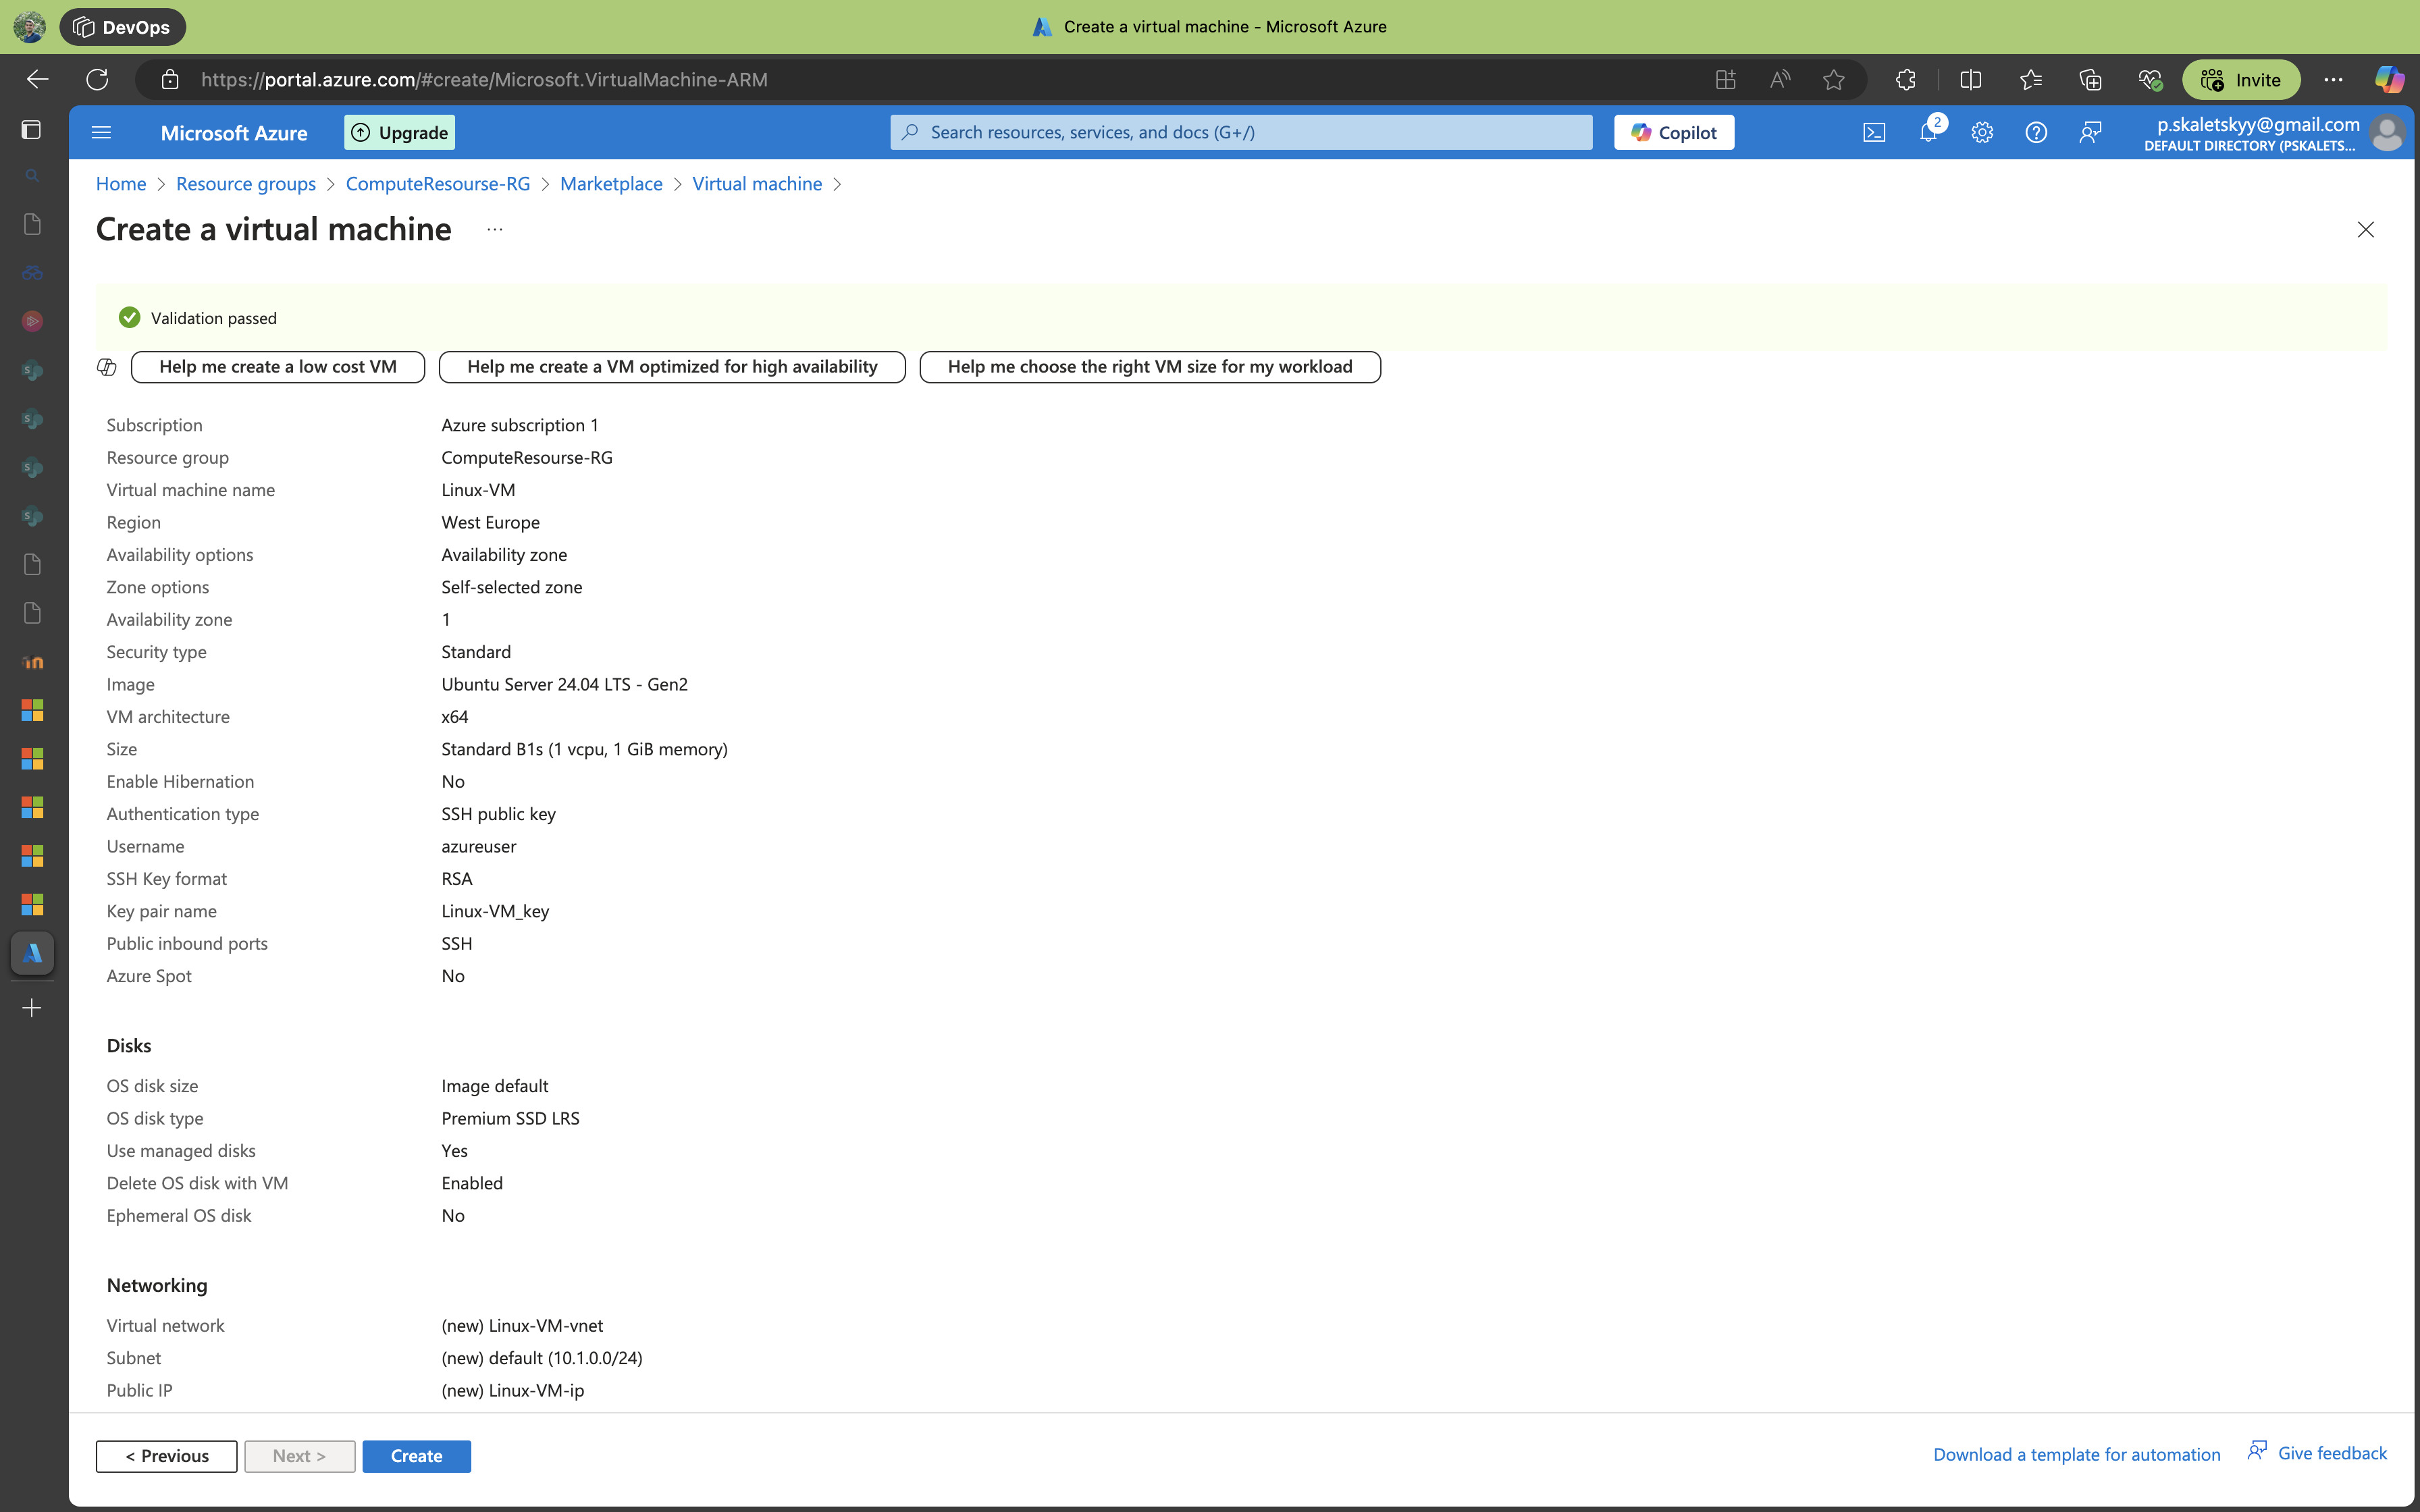 DevOps
Create a virtual machine - Microsoft Azure
https://portal.azure.com/#create/Microsoft.VirtualMachine-ARM
Invite
Microsoft Azure
Upgrade
Search resources, services, and docs (G+/)
Copilot
2
p.skaletskyy@gmail.com
DEFAULT DIRECTORY (PSKALETS...
Home > Resource groups > ComputeResourse-RG > Marketplace > Virtual machine >
Create a virtual machine ...
Validation passed
Help me create a low cost VM
Help me create a VM optimized for high availability
Help me choose the right VM size for my workload
Subscription Azure subscription 1
Resource group ComputeResourse-RG
Virtual machine name Linux-VM
Region West Europe
Availability options Availability zone
Zone options Self-selected zone
Availability zone 1
Security type Standard
Image Ubuntu Server 24.04 LTS - Gen2
VM architecture x64
Size Standard B1s (1 vcpu, 1 GiB memory)
Enable Hibernation No
Authentication type SSH public key
Username azureuser
SSH Key format RSA
Key pair name Linux-VM_key
Public inbound ports SSH
Azure Spot No
Disks
OS disk size Image default
OS disk type Premium SSD LRS
Use managed disks Yes
Delete OS disk with VM Enabled
Ephemeral OS disk No
Networking
Virtual network (new) Linux-VM-vnet
Subnet (new) default (10.1.0.0/24)
Public IP (new) Linux-VM-ip
< Previous
Next >
Create
Download a template for automation
Give feedback